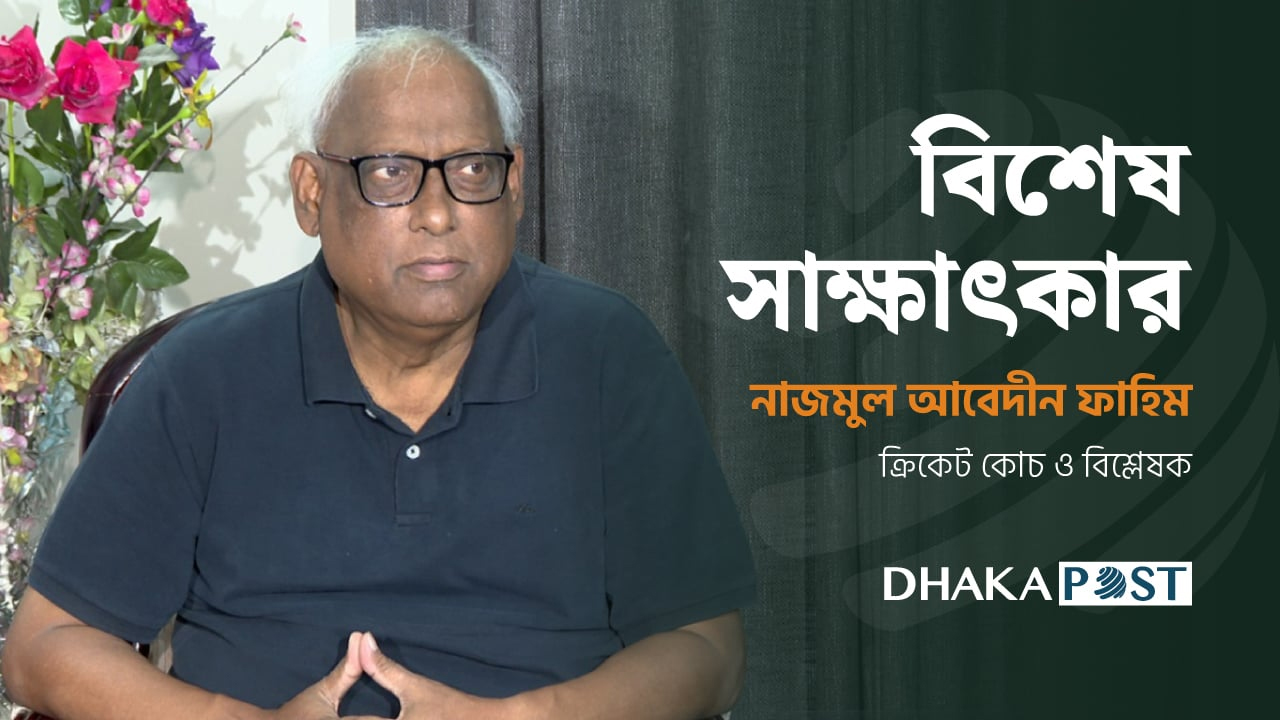 বিশেষ
সাক্ষাৎকার
নাজমুল আবেদীন ফাহিম
ক্রিকেট কোচ ও বিশ্লেষক
DHAKA POST